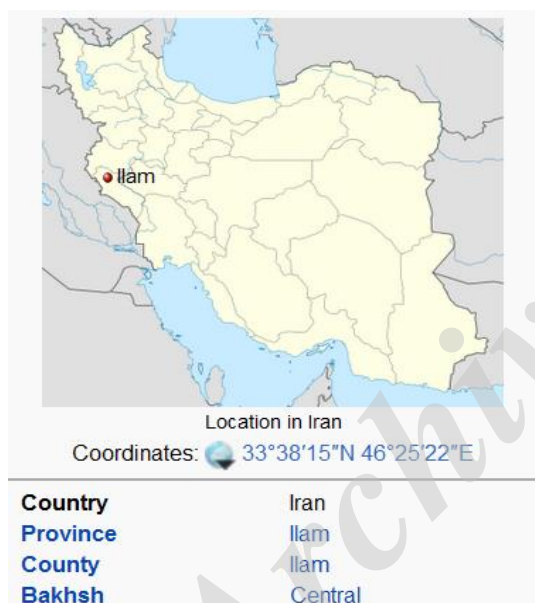 Ilam
Location in Iran
Coordinates: 33°38′15″N 46°25′22″E
Country Iran
Province Ilam
County Ilam
Bakhsh Central
Archiv